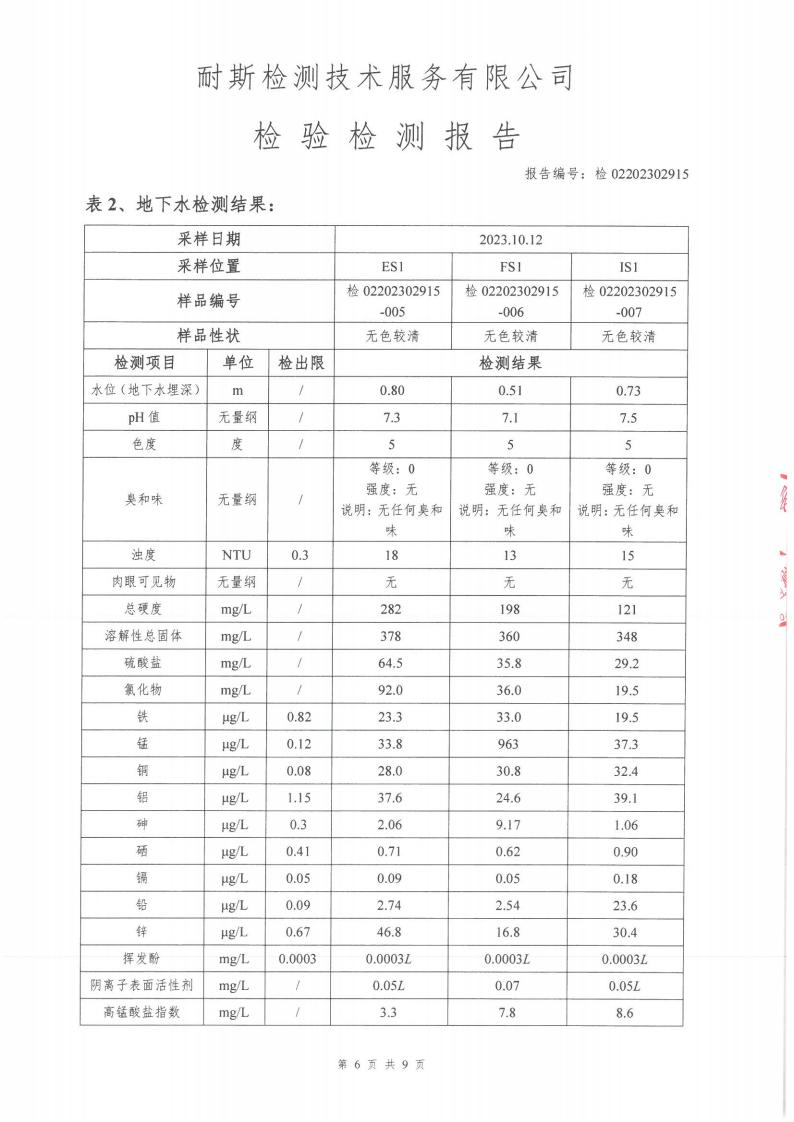 耐斯检测技术服务有限公司
检验检测报告
报告编号：检 02202302915
表 2、地下水检测结果：
采样日期 2023.10.12
采样位置 ES1 FS1 IS1
样品编号 检 02202302915-005 检 02202302915-006 检 02202302915-007
样品性状 无色较清 无色较清 无色较清
检测项目 单位 检出限 检测结果
水位（地下水埋深） m / 0.80 0.51 0.73
pH 值 无量纲 / 7.3 7.1 7.5
色度 度 / 5 5 5
臭和味 无量纲 / 等级：0 强度：无 说明：无任何臭和味 等级：0 强度：无 说明：无任何臭和味 等级：0 强度：无 说明：无任何臭和味
浊度 NTU 0.3 18 13 15
肉眼可见物 无量纲 / 无 无 无
总硬度 mg/L / 282 198 121
溶解性总固体 mg/L / 378 360 348
硫酸盐 mg/L / 64.5 35.8 29.2
氯化物 mg/L / 92.0 36.0 19.5
铁 μg/L 0.82 23.3 33.0 19.5
锰 μg/L 0.12 33.8 963 37.3
铜 μg/L 0.08 28.0 30.8 32.4
铝 μg/L 1.15 37.6 24.6 39.1
砷 μg/L 0.3 2.06 9.17 1.06
硒 μg/L 0.41 0.71 0.62 0.90
镉 μg/L 0.05 0.09 0.05 0.18
铅 μg/L 0.09 2.74 2.54 23.6
锌 μg/L 0.67 46.8 16.8 30.4
挥发酚 mg/L 0.0003 0.0003L 0.0003L 0.0003L
阴离子表面活性剂 mg/L / 0.05L 0.07 0.05L
高锰酸盐指数 mg/L / 3.3 7.8 8.6
第 6 页 共 9 页